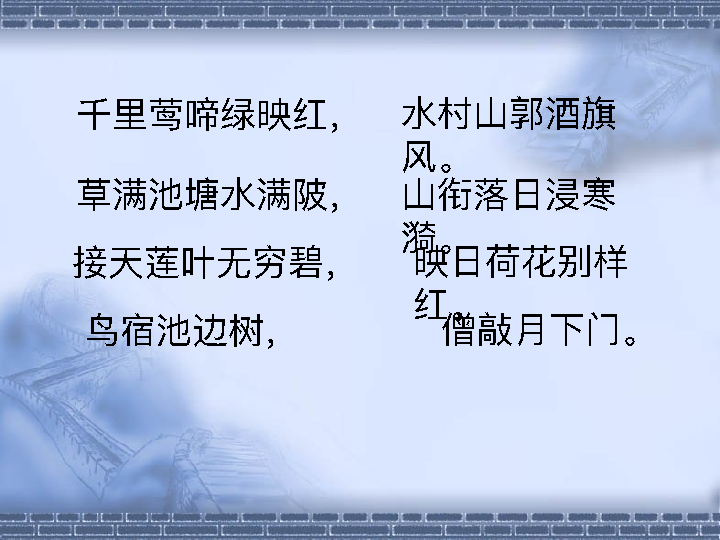 千里莺啼绿映红，
水村山郭酒旗
风。
草满池塘水满陂，
山衔落日浸寒
漪。
接天莲叶无穷碧，
映日荷花别样
红。
鸟宿池边树，
僧敲月下门。